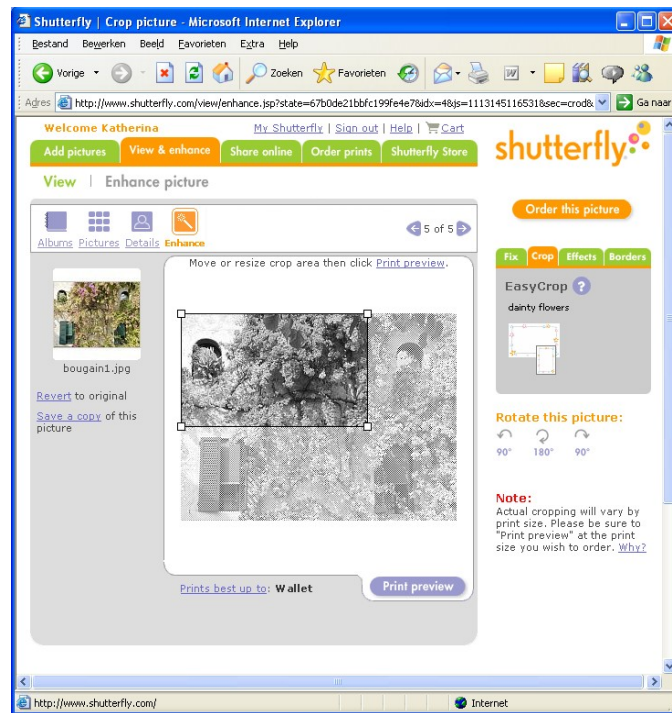 Shutterfly | Crop picture - Microsoft Internet Explorer
Bestand Bewerken Beeld Favorieten Extra Help
Vorige Zoeken Favorieten
Adres http://www.shutterfly.com/view/enhance.jsp?state=67b0de21bbfc199fe4e7&idx=4&js=1113145116531&sec=crod& Ga naar
Welcome Katherina My Shutterfly | Sign out | Help | Cart
Add pictures View & enhance Share online Order prints Shutterfly Store
shutterfly
View | Enhance picture
Order this picture
5 of 5
Albums Pictures Details Enhance
Fix Crop Effects Borders
Move or resize crop area then click Print preview.
EasyCrop ?
dainty flowers
bougain1.jpg
Revert to original
Save a copy of this
picture
Rotate this picture:
90° 180° 90°
Note:
Actual cropping will vary by
print size. Please be sure to
"Print preview" at the print
size you wish to order. Why?
Prints best up to: Wallet Print preview
http://www.shutterfly.com/ Internet